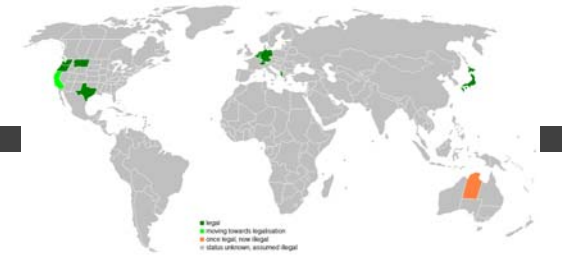 legal
moving towards legalisation
once legal, now illegal
status unknown, assumed illegal